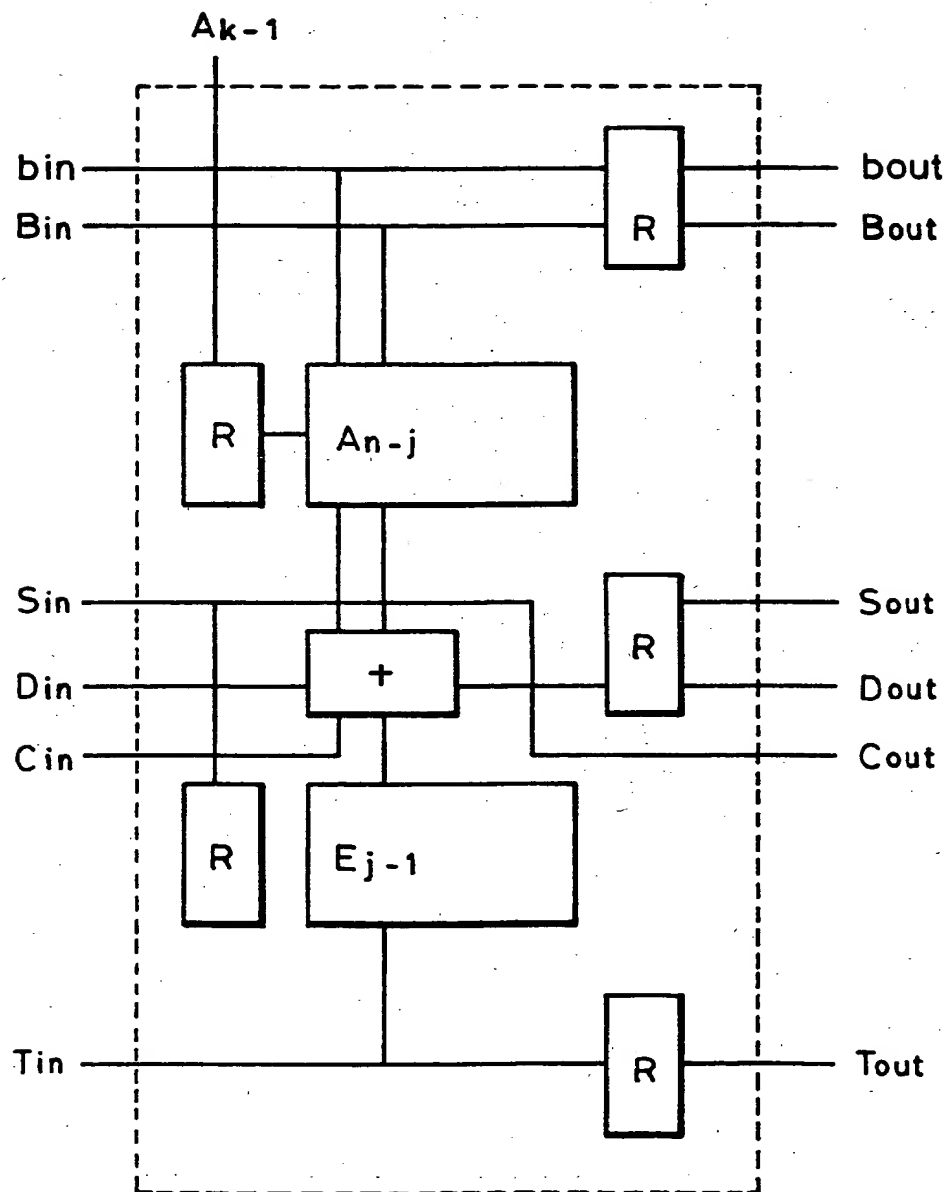 Ak-1
bin
bout
Bin
R
Bout
R
An-j
Sin
Sout
R
Din
+
Dout
Cin
Cout
R
Ej-1
Tin
R
Tout